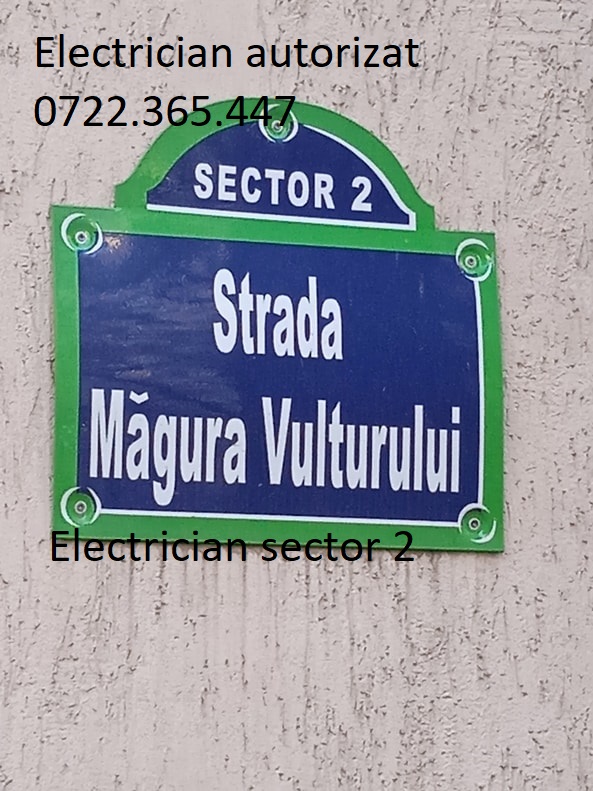 Electrician autorizat
0722.365.447
SECTOR 2
Strada
Măgura Vulturului
Electrician sector 2